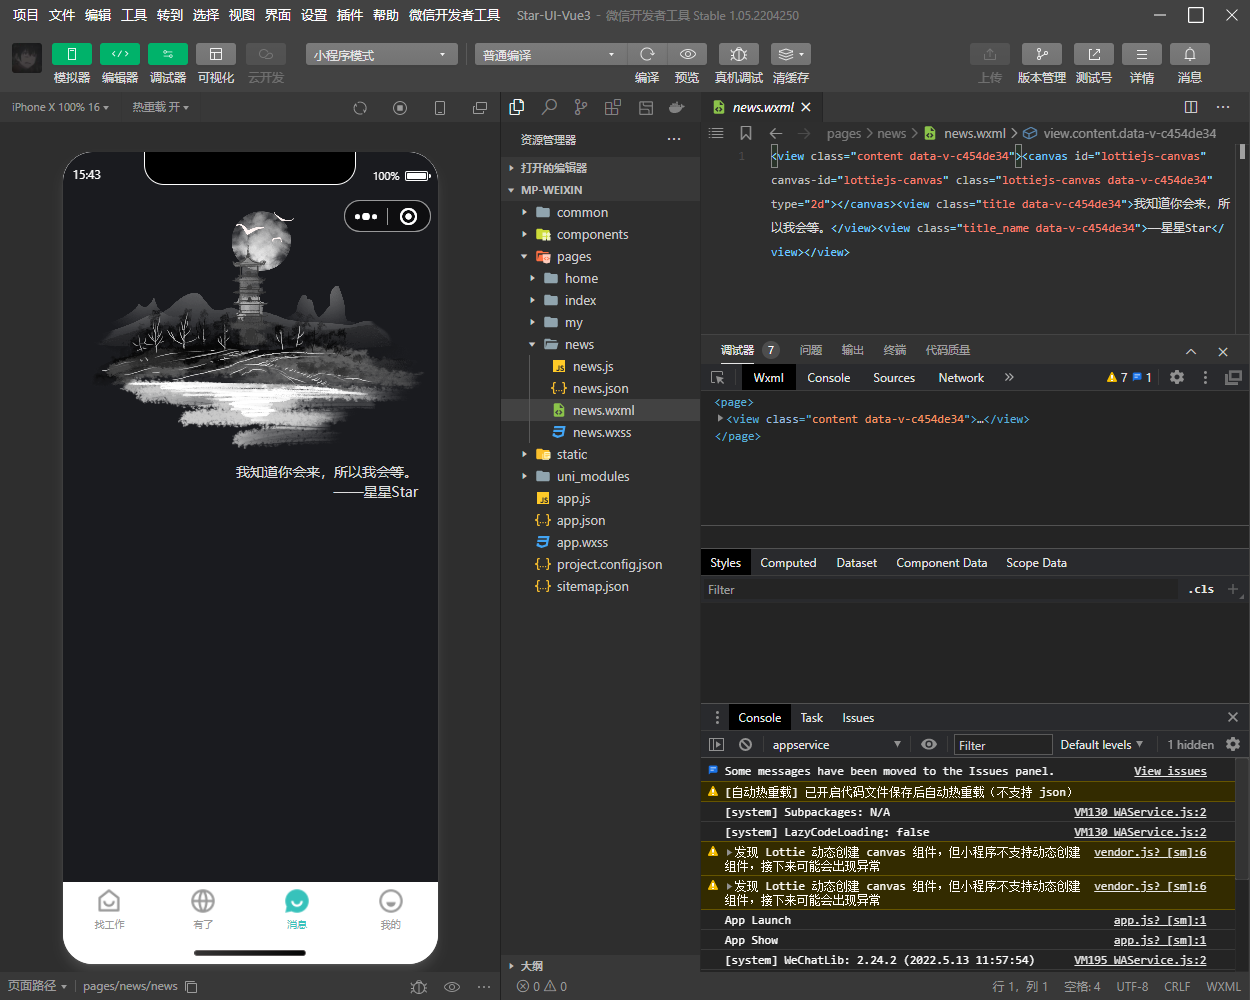 项目 文件 编辑 工具 转到 选择 视图 界面 设置 插件 帮助 微信开发者工具 Star-UI-Vue3 - 微信开发者工具 Stable 1.05.2204250
小程序模式 普通编译
模拟器 编辑器 调试器 可视化 云开发 编译 预览 真机调试 清缓存 上传 版本管理 测试号 详情 消息
iPhone X 100% 16 热重载 开
15:43 100%
我知道你会来，所以我会等。
——星星Star
找工作 有了 消息 我的
页面路径 pages/news/news
资源管理器
打开的编辑器
MP-WEIXIN
common
components
pages
home
index
my
news
news.js
news.json
news.wxml
news.wxss
static
uni_modules
app.js
app.json
app.wxss
project.config.json
sitemap.json
大纲
0 0
news.wxml
pages > news > news.wxml > view.content.data-v-c454de34
1 <view class="content data-v-c454de34"><canvas id="lottiejs-canvas"
canvas-id="lottiejs-canvas" class="lottiejs-canvas data-v-c454de34"
type="2d"></canvas><view class="title data-v-c454de34">我知道你会来，所
以我会等。</view><view class="title_name data-v-c454de34">——星星Star</
view></view>
调试器 7 问题 输出 终端 代码质量
Wxml Console Sources Network » 7 1
<page>
<view class="content data-v-c454de34">…</view>
</page>
Styles Computed Dataset Component Data Scope Data
Filter .cls
Console Task Issues
appservice Filter Default levels 1 hidden
Some messages have been moved to the Issues panel. View issues
[自动热重载] 已开启代码文件保存后自动热重载（不支持 json）
[system] Subpackages: N/A VM130 WAService.js:2
[system] LazyCodeLoading: false VM130 WAService.js:2
发现 Lottie 动态创建 canvas 组件，但小程序不支持动态创建 vendor.js? [sm]:6
组件，接下来可能会出现异常
发现 Lottie 动态创建 canvas 组件，但小程序不支持动态创建 vendor.js? [sm]:6
组件，接下来可能会出现异常
App Launch app.js? [sm]:1
App Show app.js? [sm]:1
[system] WeChatLib: 2.24.2 (2022.5.13 11:57:54) VM195 WAService.js:2
行 1，列 1 空格: 4 UTF-8 CRLF WXML